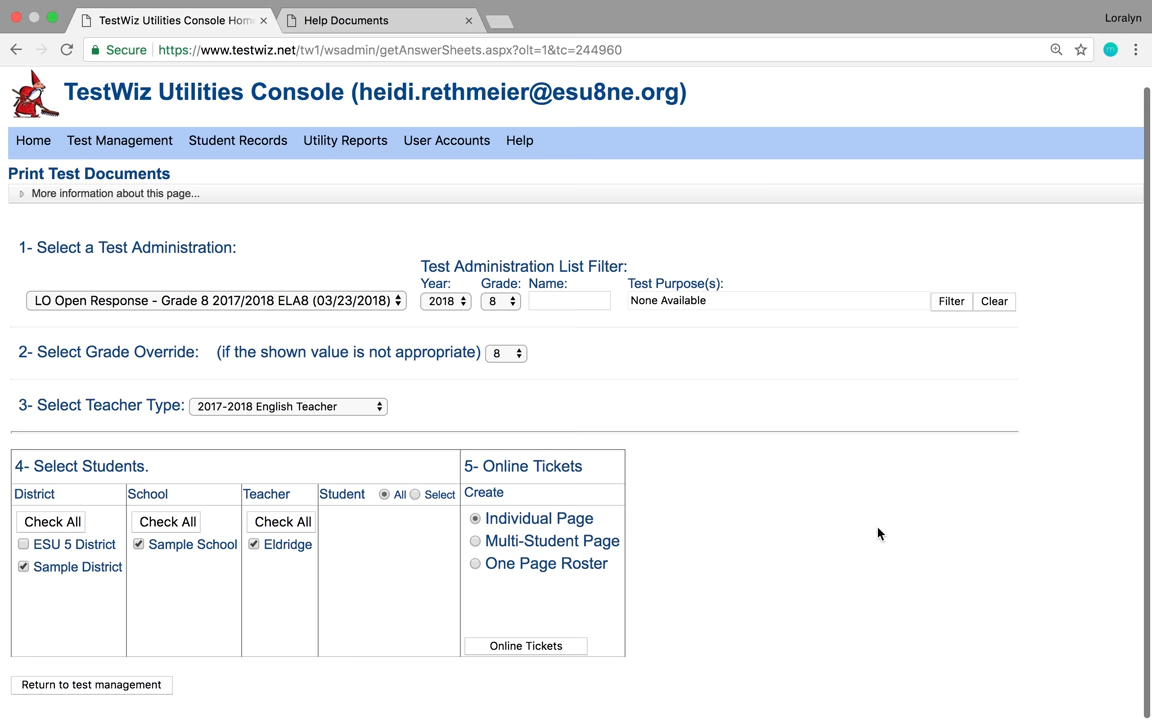 TestWiz Utilities Console Home
Help Documents
Loralyn
Secure https://www.testwiz.net/tw1/wsadmin/getAnswerSheets.aspx?olt=1&tc=244960
TestWiz Utilities Console (heidi.rethmeier@esu8ne.org)
Home Test Management Student Records Utility Reports User Accounts Help
Print Test Documents
More information about this page...
1- Select a Test Administration:
Test Administration List Filter:
Year: Grade: Name: Test Purpose(s):
LO Open Response - Grade 8 2017/2018 ELA8 (03/23/2018) 2018 8 None Available Filter Clear
2- Select Grade Override: (if the shown value is not appropriate) 8
3- Select Teacher Type: 2017-2018 English Teacher
4- Select Students. 5- Online Tickets
District School Teacher Student All Select Create
Check All Check All Check All Individual Page
ESU 5 District Sample School Eldridge Multi-Student Page
Sample District One Page Roster
Online Tickets
Return to test management